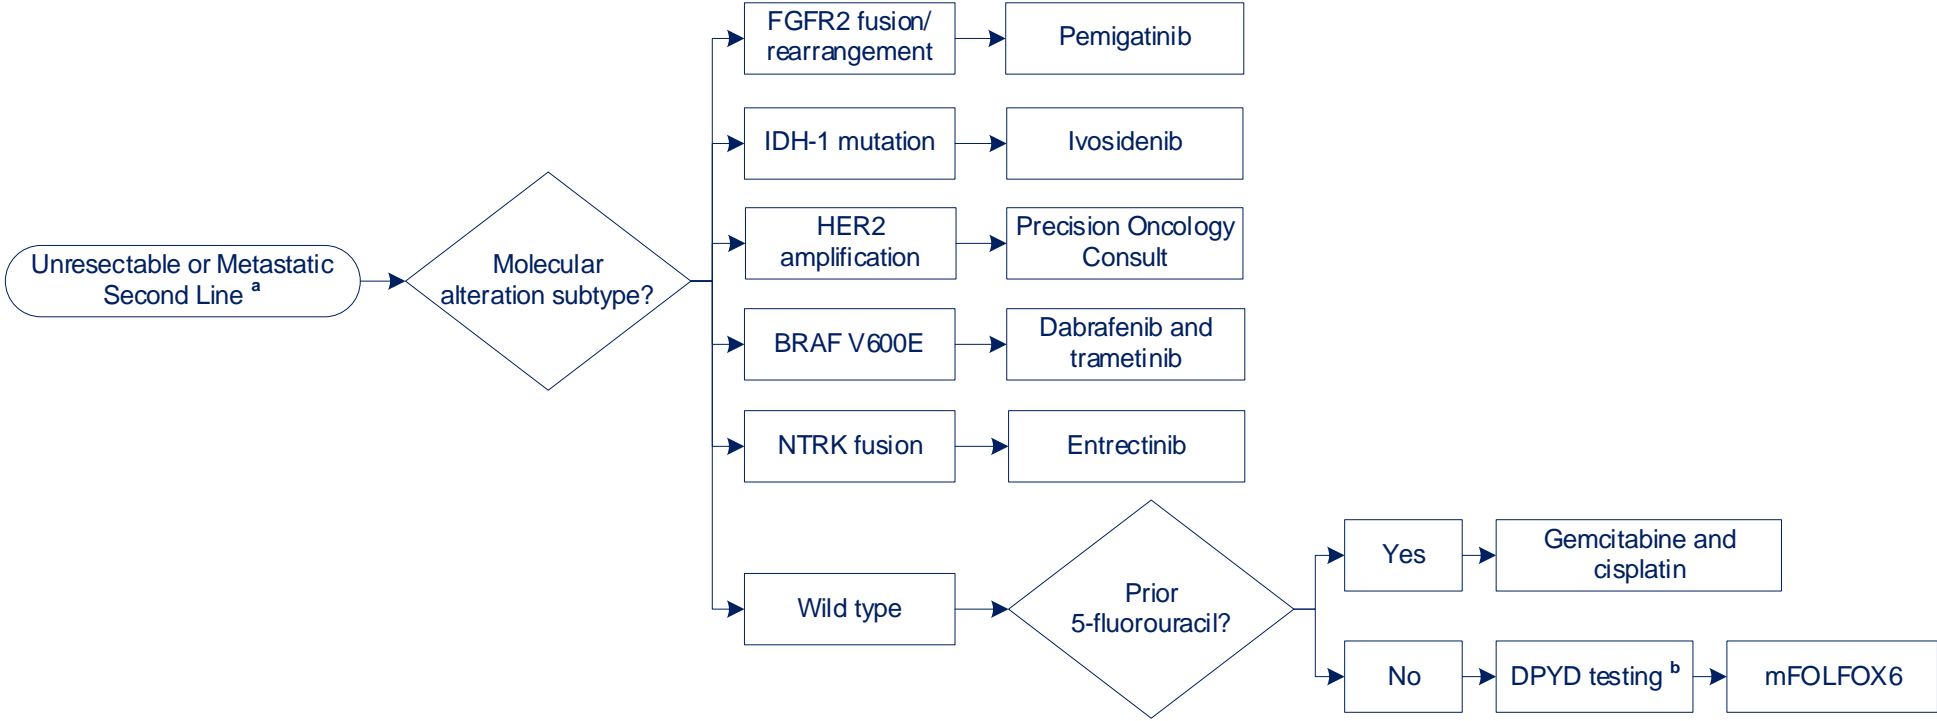 Unresectable or Metastatic
Second Line a
Molecular
alteration subtype?
FGFR2 fusion/
rearrangement
Pemigatinib
IDH-1 mutation
Ivosidenib
HER2
amplification
Precision Oncology
Consult
BRAF V600E
Dabrafenib and
trametinib
NTRK fusion
Entrectinib
Wild type
Prior
5-fluorouracil?
Yes
Gemcitabine and
cisplatin
No
DPYD testing b
mFOLFOX6